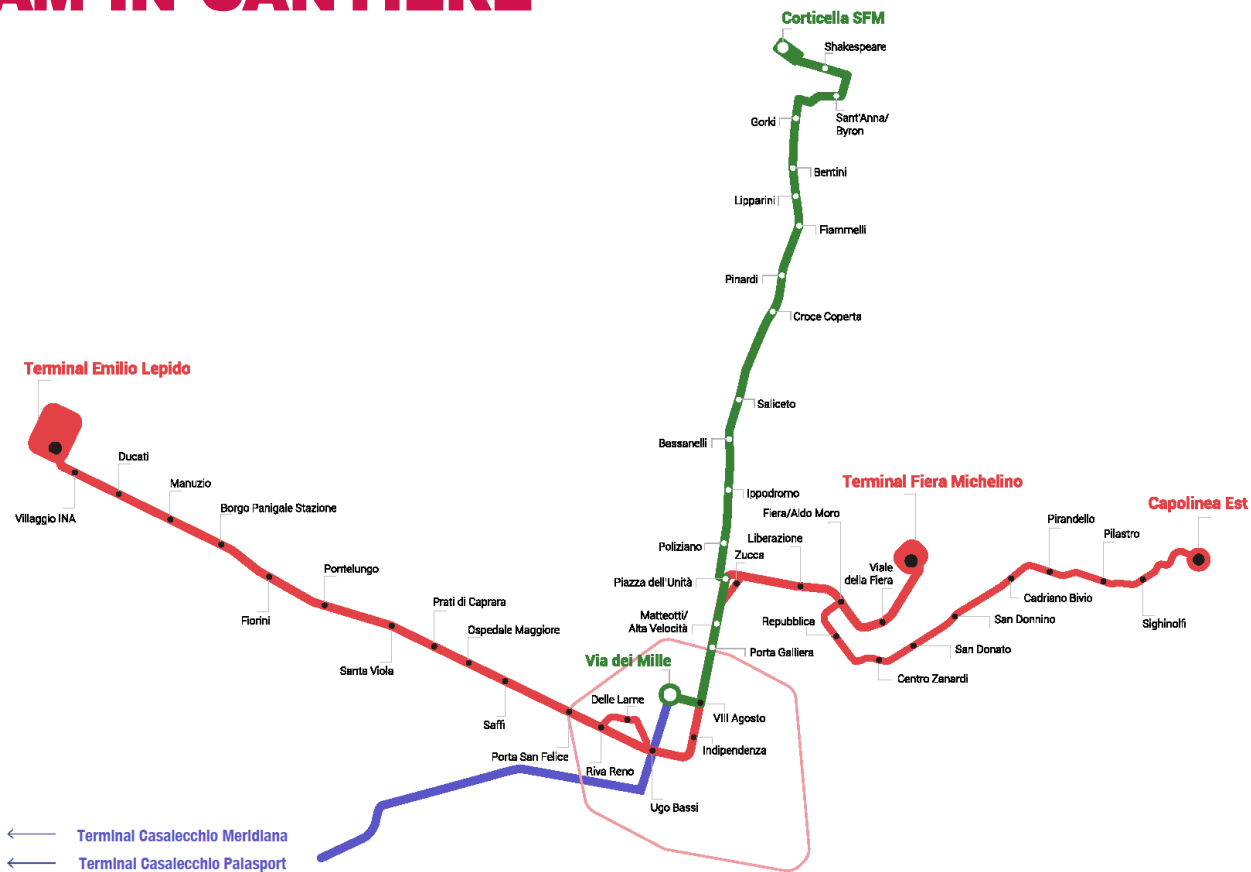 AM IN CANTIERE
Corticella SFM
Shakespeare
Sant'Anna/
Byron
Gorki
Bentini
Lipparini
Fiammelli
Pinardi
Croce Coperta
Saliceto
Bassanelli
Ippodromo
Poliziano
Piazza dell'Unità
Zucca
Matteotti/
Alta Velocità
Porta Galliera
Via dei Mille
VIII Agosto
Indipendenza
Terminal Emilio Lepido
Villaggio INA
Ducati
Manuzio
Borgo Panigale Stazione
Fiorini
Pontelungo
Santa Viola
Prati di Caprara
Ospedale Maggiore
Saffi
Porta San Felice
Riva Reno
Delle Lame
Ugo Bassi
Liberazione
Fiera/Aldo Moro
Viale
della Fiera
Terminal Fiera Michelino
Repubblica
Centro Zanardi
San Donato
San Donnino
Cadriano Bivio
Pirandello
Pilastro
Sighinolfi
Capolinea Est
Terminal Casalecchio Meridiana
Terminal Casalecchio Palasport